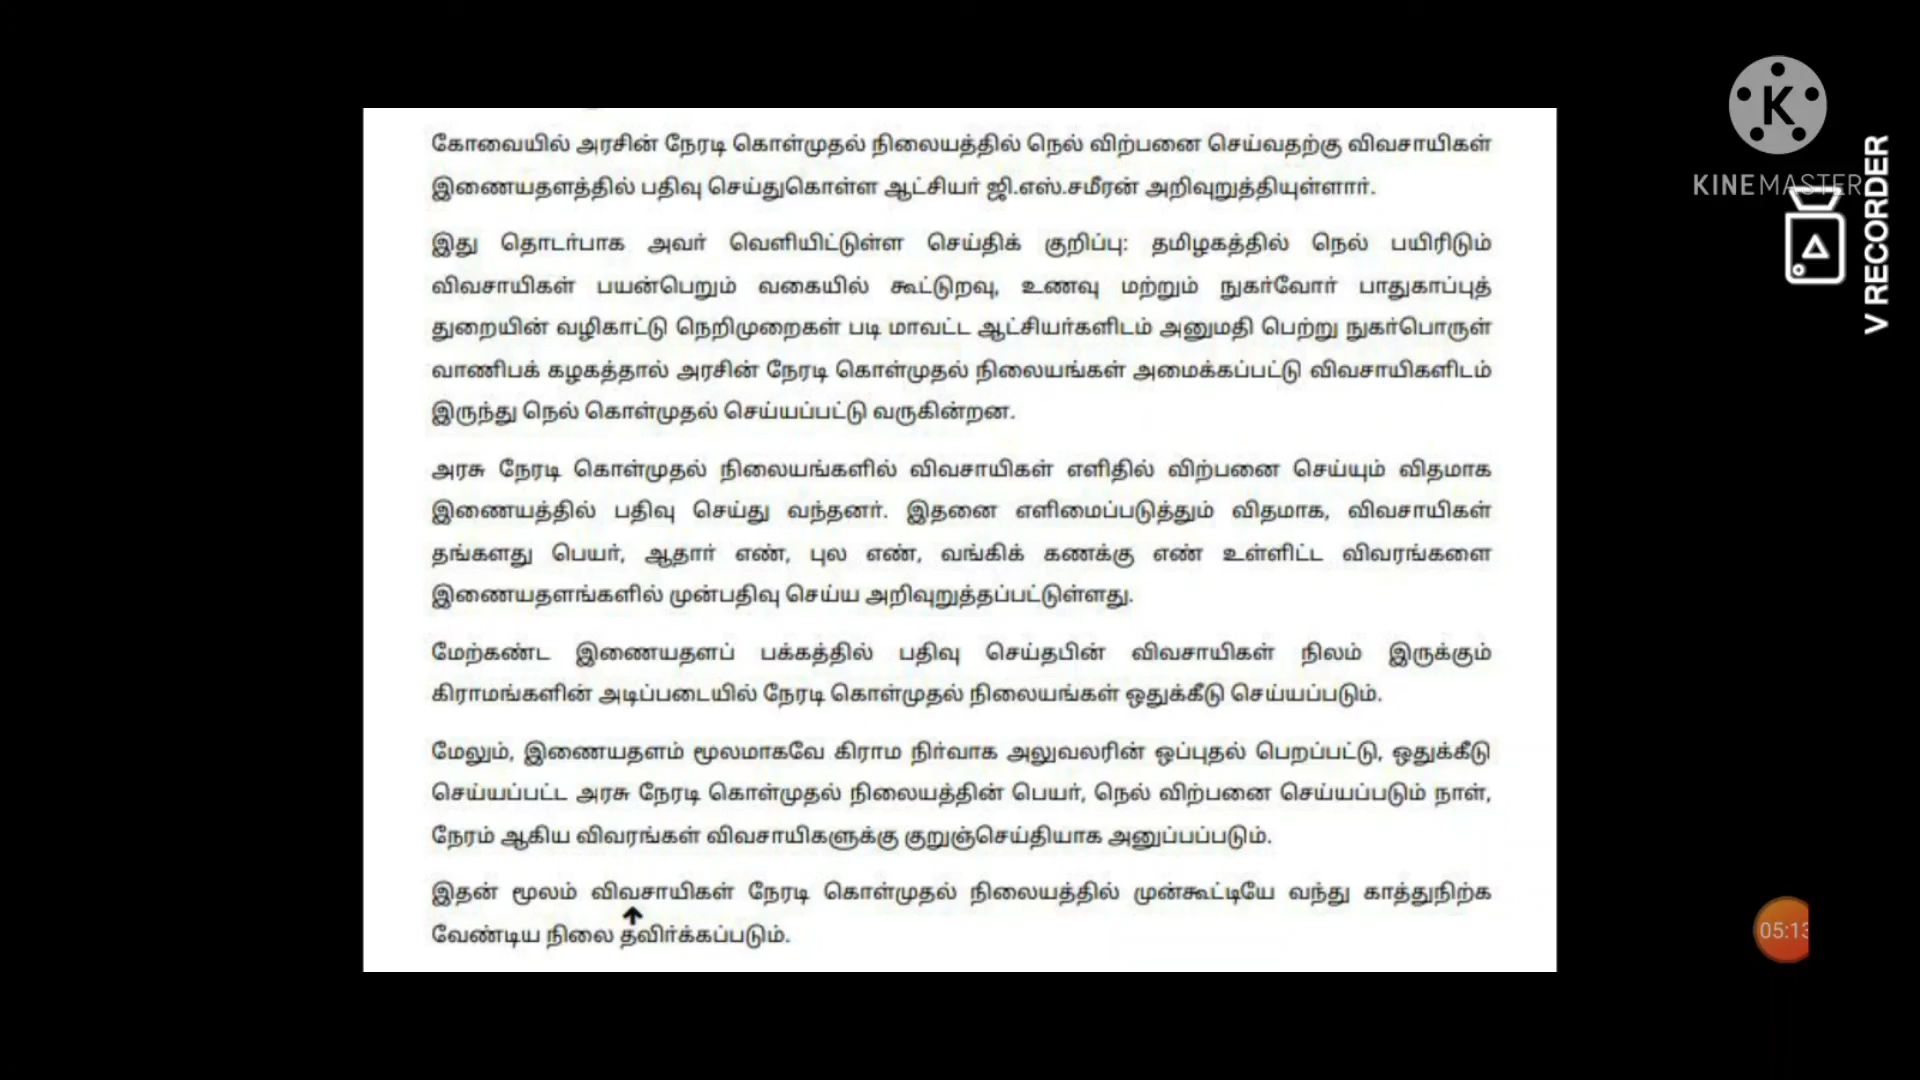 கோவையில் அரசின் நேரடி கொள்முதல் நிலையத்தில் நெல் விற்பனை செய்வதற்கு விவசாயிகள்
இணையதளத்தில் பதிவு செய்துகொள்ள ஆட்சியர் ஜி.எஸ்.சமீரன் அறிவுறுத்தியுள்ளார்.
இது தொடர்பாக அவர் வெளியிட்டுள்ள செய்திக் குறிப்பு: தமிழகத்தில் நெல் பயிரிடும்
விவசாயிகள் பயன்பெறும் வகையில் கூட்டுறவு, உணவு மற்றும் நுகர்வோர் பாதுகாப்புத்
துறையின் வழிகாட்டு நெறிமுறைகள் படி மாவட்ட ஆட்சியர்களிடம் அனுமதி பெற்று நுகர்பொருள்
வாணிபக் கழகத்தால் அரசின் நேரடி கொள்முதல் நிலையங்கள் அமைக்கப்பட்டு விவசாயிகளிடம்
இருந்து நெல் கொள்முதல் செய்யப்பட்டு வருகின்றன.
அரசு நேரடி கொள்முதல் நிலையங்களில் விவசாயிகள் எளிதில் விற்பனை செய்யும் விதமாக
இணையத்தில் பதிவு செய்து வந்தனர். இதனை எளிமைப்படுத்தும் விதமாக, விவசாயிகள்
தங்களது பெயர், ஆதார் எண், புல எண், வங்கிக் கணக்கு எண் உள்ளிட்ட விவரங்களை
இணையதளங்களில் முன்பதிவு செய்ய அறிவுறுத்தப்பட்டுள்ளது.
மேற்கண்ட இணையதளப் பக்கத்தில் பதிவு செய்தபின் விவசாயிகள் நிலம் இருக்கும்
கிராமங்களின் அடிப்படையில் நேரடி கொள்முதல் நிலையங்கள் ஒதுக்கீடு செய்யப்படும்.
மேலும், இணையதளம் மூலமாகவே கிராம நிர்வாக அலுவலரின் ஒப்புதல் பெறப்பட்டு, ஒதுக்கீடு
செய்யப்பட்ட அரசு நேரடி கொள்முதல் நிலையத்தின் பெயர், நெல் விற்பனை செய்யப்படும் நாள்,
நேரம் ஆகிய விவரங்கள் விவசாயிகளுக்கு குறுஞ்செய்தியாக அனுப்பப்படும்.
இதன் மூலம் விவசாயிகள் நேரடி கொள்முதல் நிலையத்தில் முன்கூட்டியே வந்து காத்துநிற்க
வேண்டிய நிலை தவிர்க்கப்படும்.
K
KINEMASTER
V RECORDER
05:13